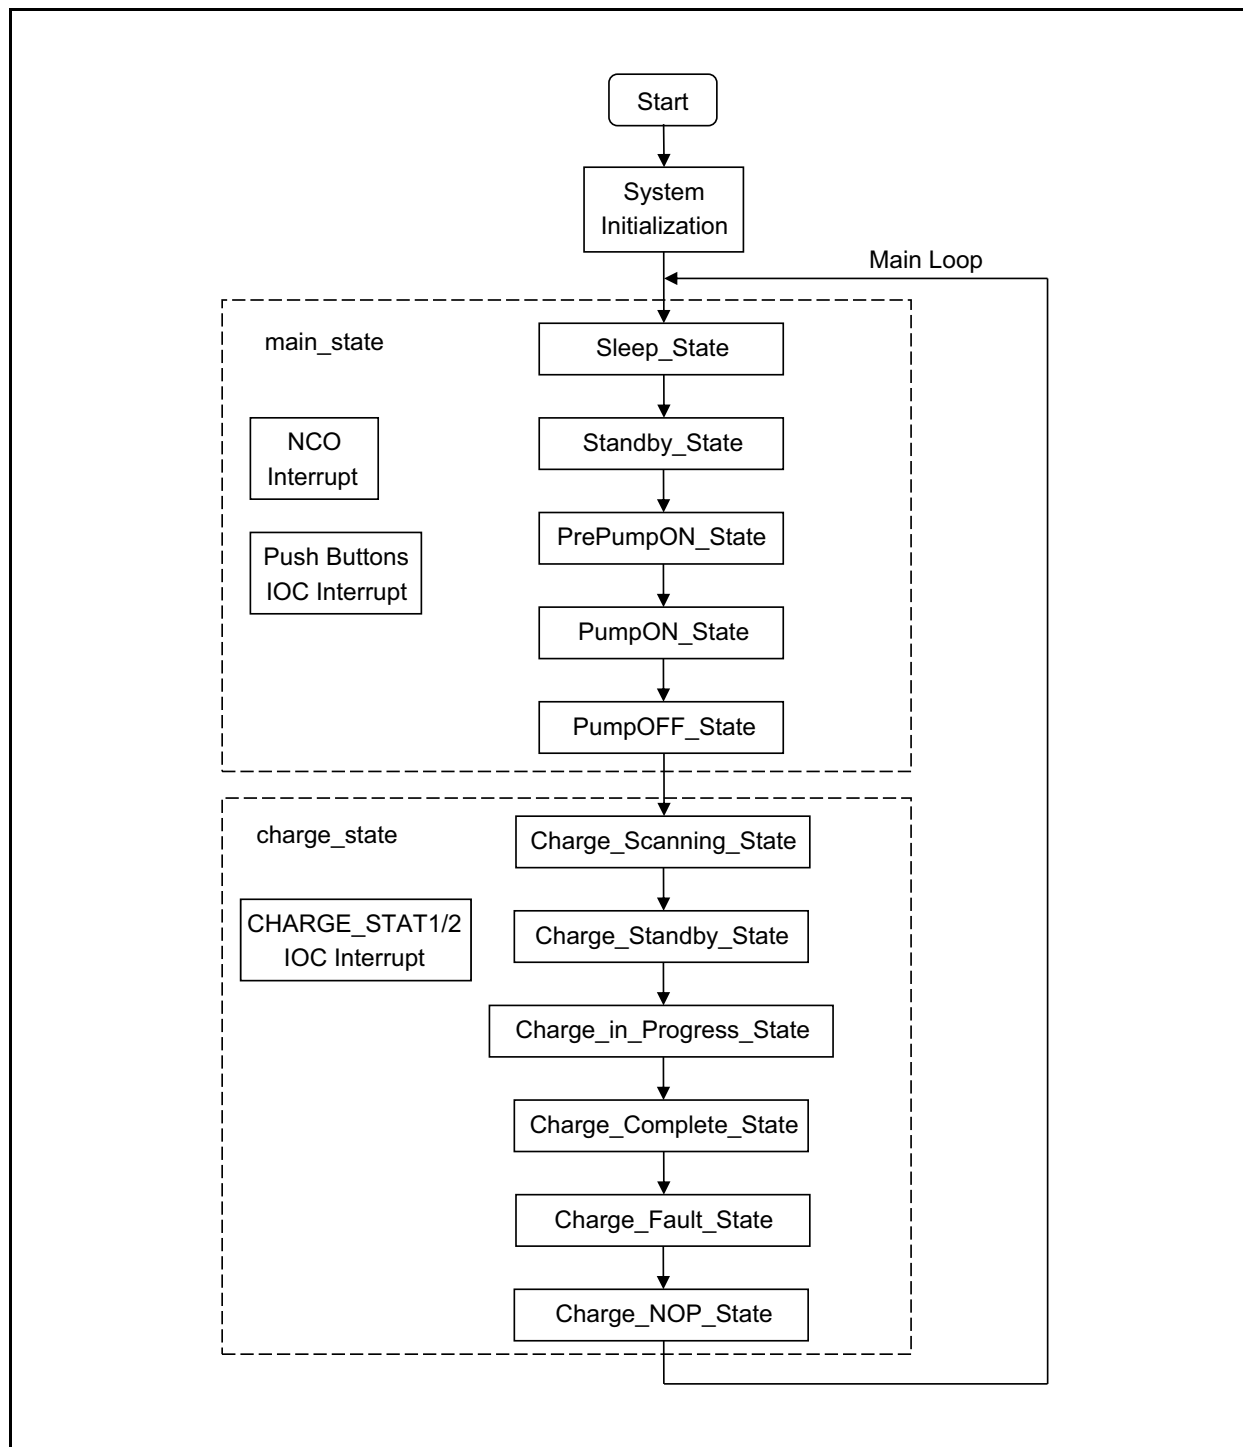 Start
System
Initialization
Main Loop
main_state
Sleep_State
NCO
Interrupt
Standby_State
PrePumpON_State
Push Buttons
IOC Interrupt
PumpON_State
PumpOFF_State
charge_state
Charge_Scanning_State
CHARGE_STAT1/2
IOC Interrupt
Charge_Standby_State
Charge_in_Progress_State
Charge_Complete_State
Charge_Fault_State
Charge_NOP_State